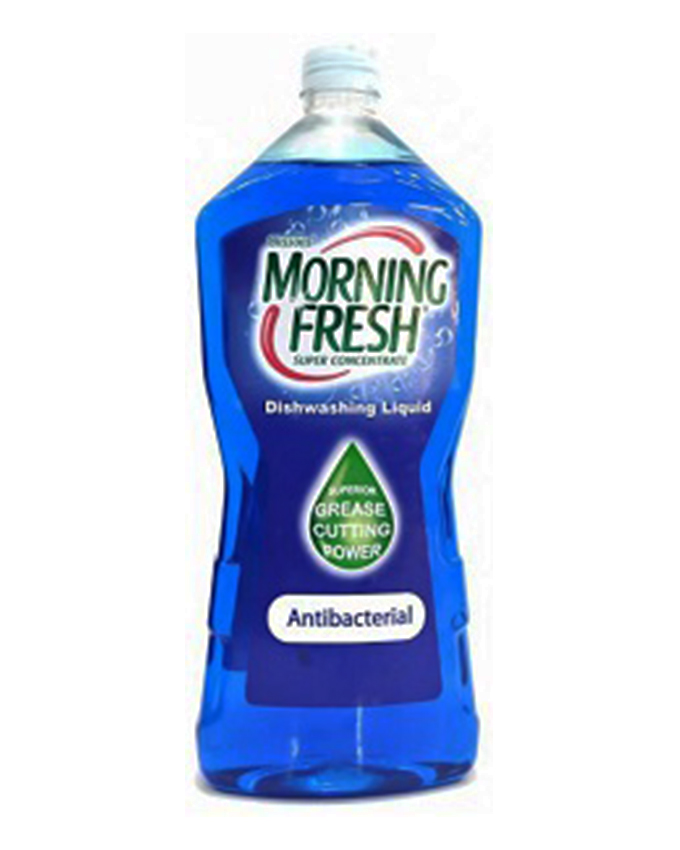 MORNING
FRESH
SUPER CONCENTRATE
Dishwashing Liquid
SUPERIOR
GREASE
CUTTING
POWER
Antibacterial